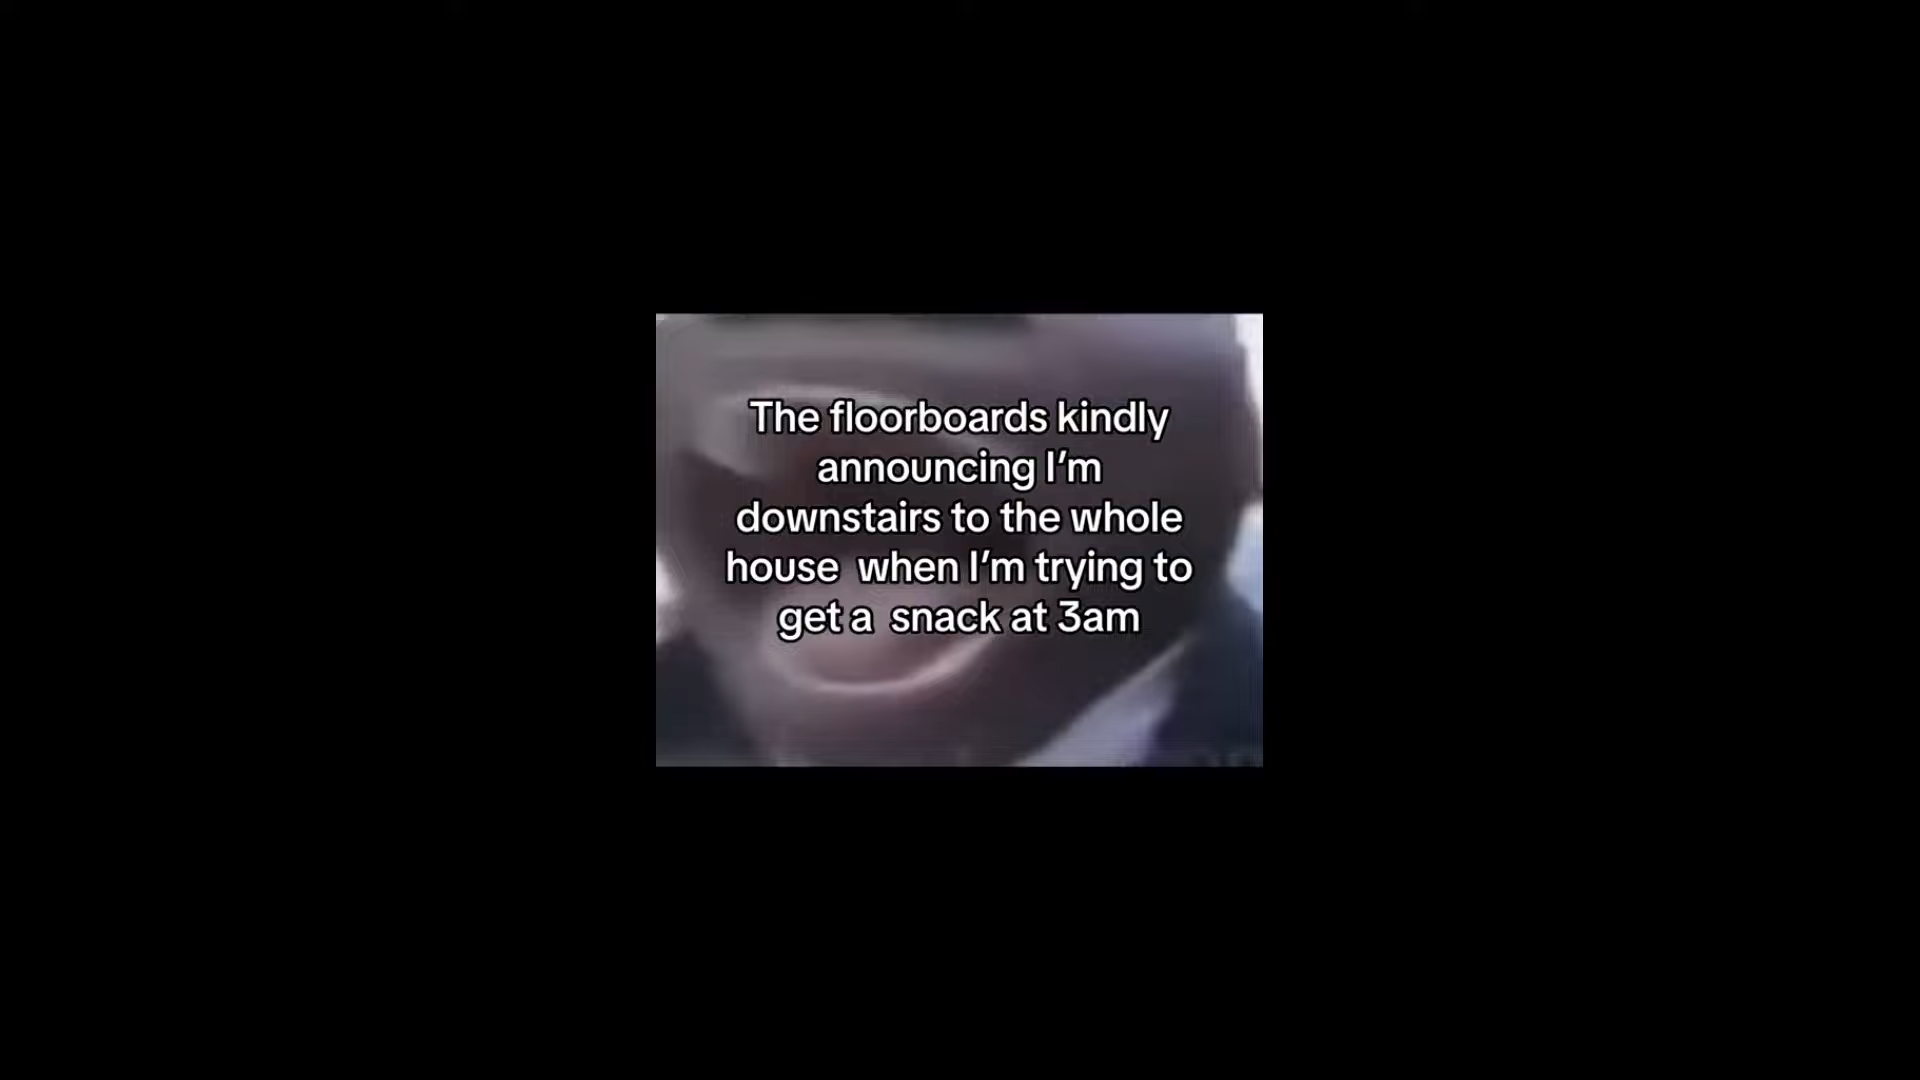 The floorboards kindly
announcing I’m
downstairs to the whole
house  when I’m trying to
get a  snack at 3am